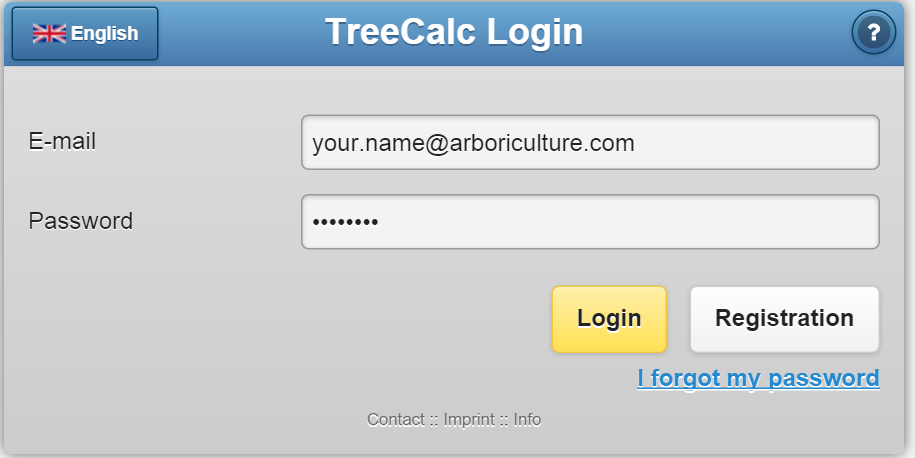 English
TreeCalc Login
?
E-mail
your.name@arboriculture.com
Password
••••••••
Login
Registration
I forgot my password
Contact :: Imprint :: Info